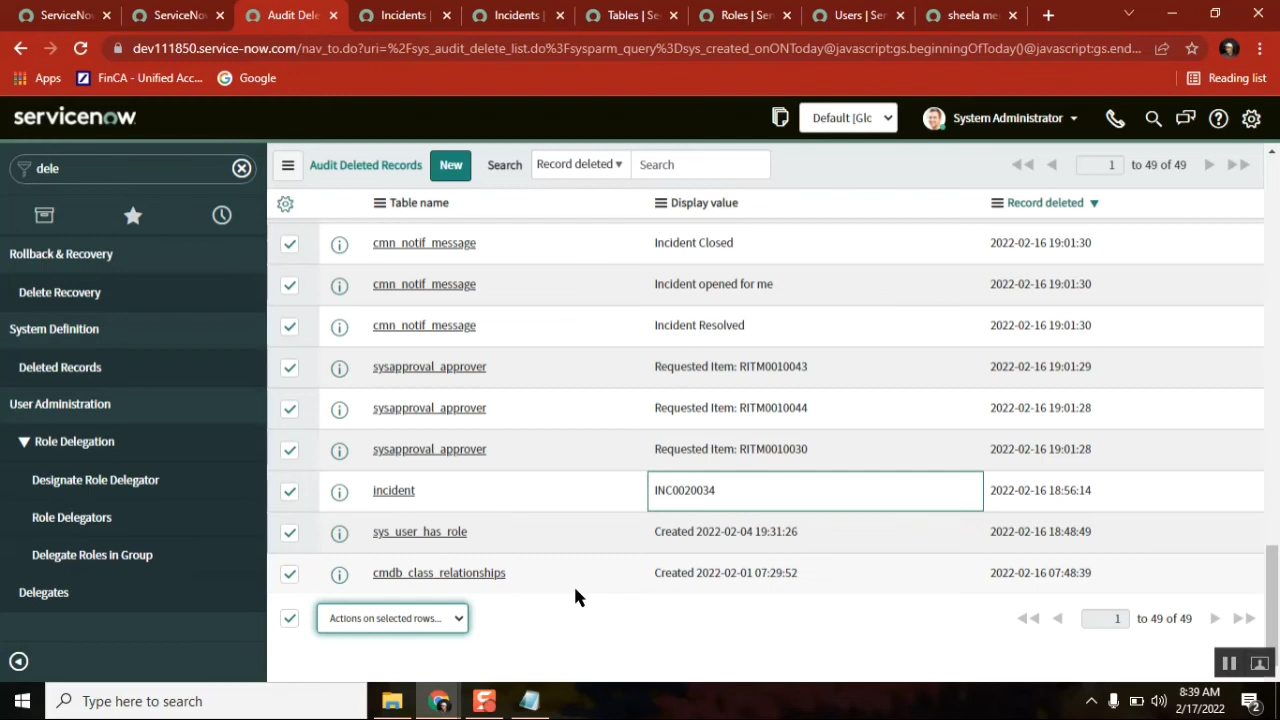 ServiceNo
ServiceNo
Audit Dele
Incidents |
Incidents |
Tables | Se
Roles | Ser
Users | Ser
sheela me
dev111850.service-now.com/nav_to.do?uri=%2Fsys_audit_delete_list.do%3Fsysparm_query%3Dsys_created_onONToday@javascript:gs.beginningOfToday()@javascript:gs.end...
Apps
FinCA - Unified Acc...
Google
Reading list
servicenow
Default [Glc
System Administrator
dele
Audit Deleted Records
New
Search
Record deleted
Search
1 to 49 of 49
Table name
Display value
Record deleted
cmn_notif_message
Incident Closed
2022-02-16 19:01:30
Rollback & Recovery
Delete Recovery
cmn_notif_message
Incident opened for me
2022-02-16 19:01:30
System Definition
cmn_notif_message
Incident Resolved
2022-02-16 19:01:30
Deleted Records
sysapproval_approver
Requested Item: RITM0010043
2022-02-16 19:01:29
User Administration
sysapproval_approver
Requested Item: RITM0010044
2022-02-16 19:01:28
Role Delegation
sysapproval_approver
Requested Item: RITM0010030
2022-02-16 19:01:28
Designate Role Delegator
incident
INC0020034
2022-02-16 18:56:14
Role Delegators
sys_user_has_role
Created 2022-02-04 19:31:26
2022-02-16 18:48:49
Delegate Roles in Group
cmdb_class_relationships
Created 2022-02-01 07:29:52
2022-02-16 07:48:39
Delegates
Actions on selected rows...
1 to 49 of 49
Type here to search
8:39 AM
2/17/2022
2